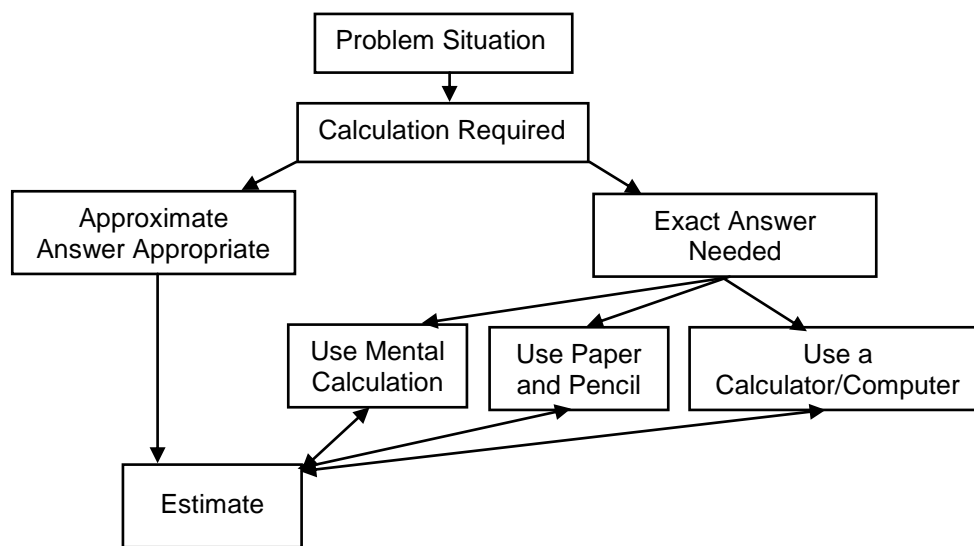 Problem Situation
Calculation Required
Approximate
Answer Appropriate
Exact Answer
Needed
Use Mental
Calculation
Use Paper
and Pencil
Use a
Calculator/Computer
Estimate